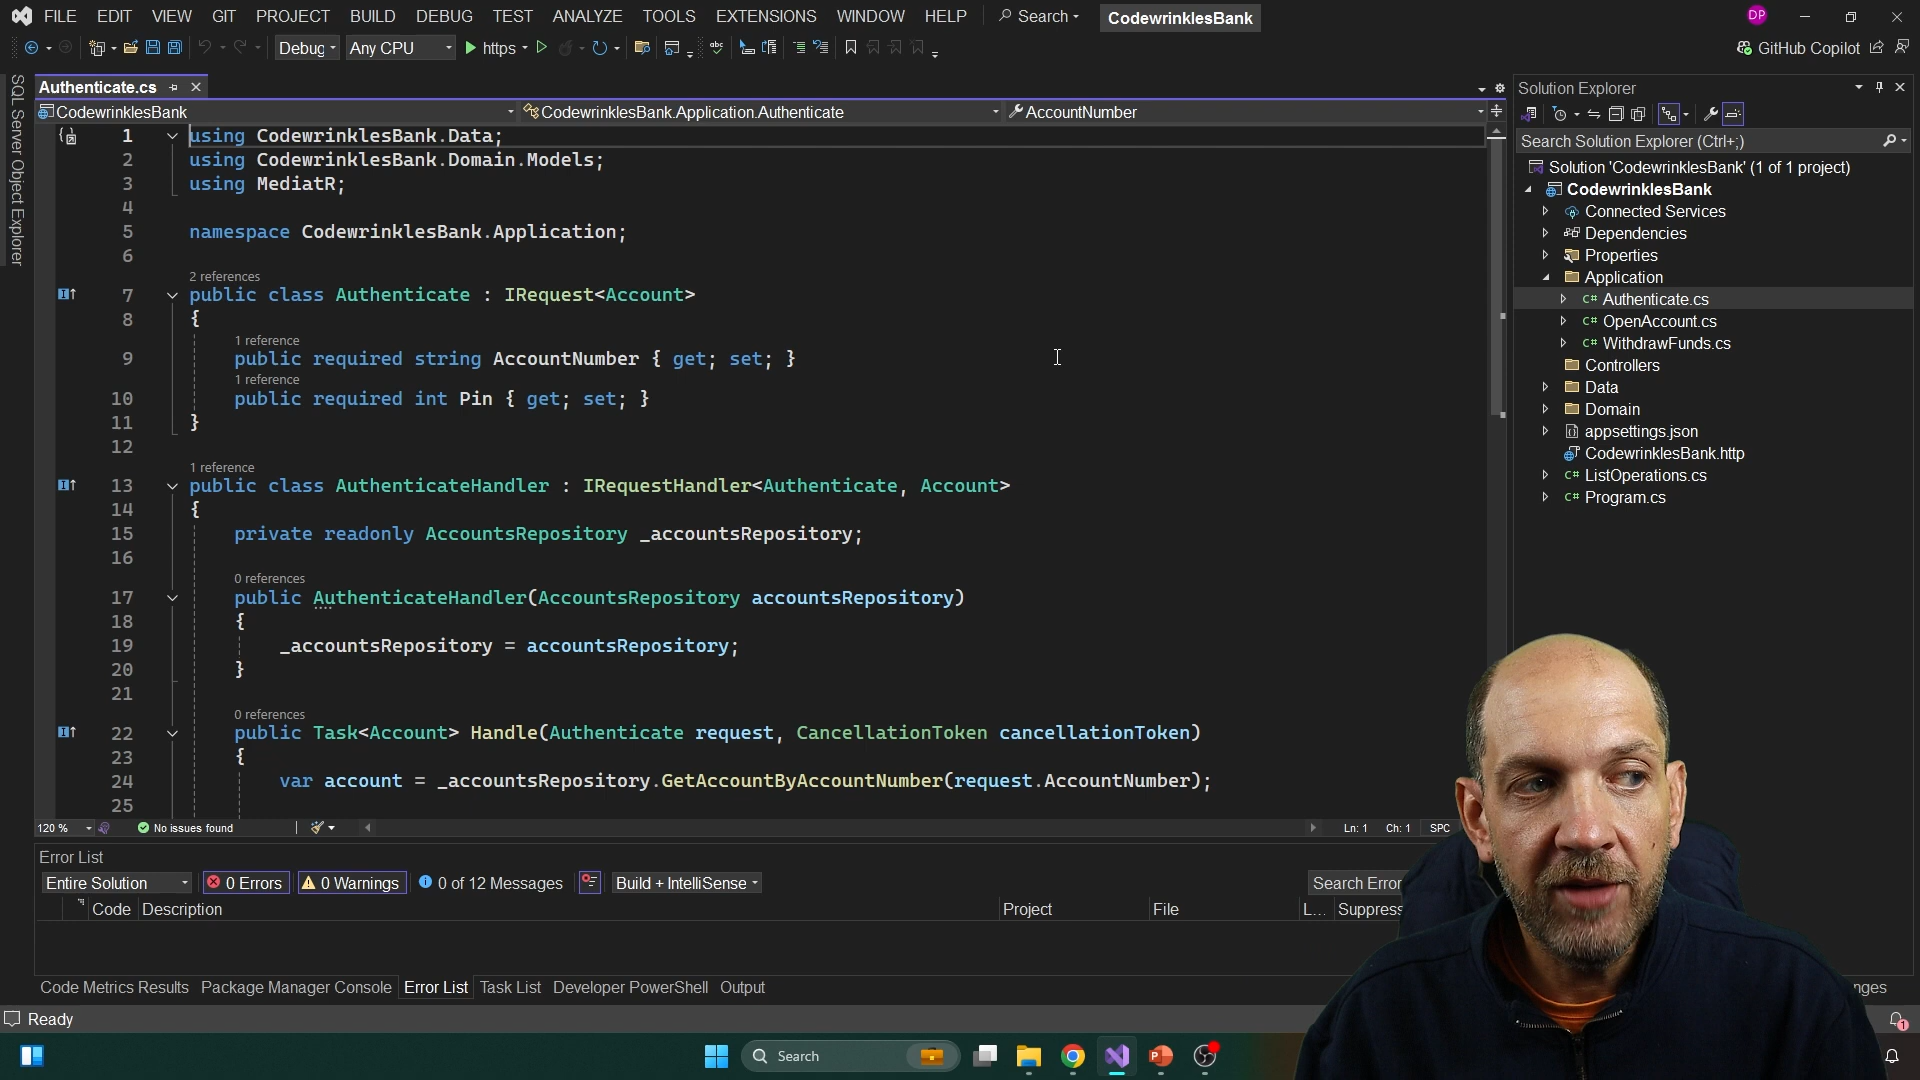 FILE EDIT VIEW GIT PROJECT BUILD DEBUG TEST ANALYZE TOOLS EXTENSIONS WINDOW HELP Search CodewrinklesBank DP
Debug Any CPU https GitHub Copilot
SQL Server Object Explorer
Authenticate.cs
CodewrinklesBank CodewrinklesBank.Application.Authenticate AccountNumber
1 using CodewrinklesBank.Data;
2 using CodewrinklesBank.Domain.Models;
3 using MediatR;
4
5 namespace CodewrinklesBank.Application;
6
2 references
7 public class Authenticate : IRequest<Account>
8 {
1 reference
9 public required string AccountNumber { get; set; }
1 reference
10 public required int Pin { get; set; }
11 }
12
1 reference
13 public class AuthenticateHandler : IRequestHandler<Authenticate, Account>
14 {
15 private readonly AccountsRepository _accountsRepository;
16
0 references
17 public AuthenticateHandler(AccountsRepository accountsRepository)
18 {
19 _accountsRepository = accountsRepository;
20 }
21
0 references
22 public Task<Account> Handle(Authenticate request, CancellationToken cancellationToken)
23 {
24 var account = _accountsRepository.GetAccountByAccountNumber(request.AccountNumber);
25
120 % No issues found Ln: 1 Ch: 1 SPC
Solution Explorer
Search Solution Explorer (Ctrl+;)
Solution 'CodewrinklesBank' (1 of 1 project)
CodewrinklesBank
Connected Services
Dependencies
Properties
Application
C# Authenticate.cs
C# OpenAccount.cs
C# WithdrawFunds.cs
Controllers
Data
Domain
appsettings.json
CodewrinklesBank.http
C# ListOperations.cs
C# Program.cs
Error List
Entire Solution 0 Errors 0 Warnings 0 of 12 Messages Build + IntelliSense Search Error
Code Description Project File L... Suppress
Code Metrics Results Package Manager Console Error List Task List Developer PowerShell Output nges
Ready 1
Search